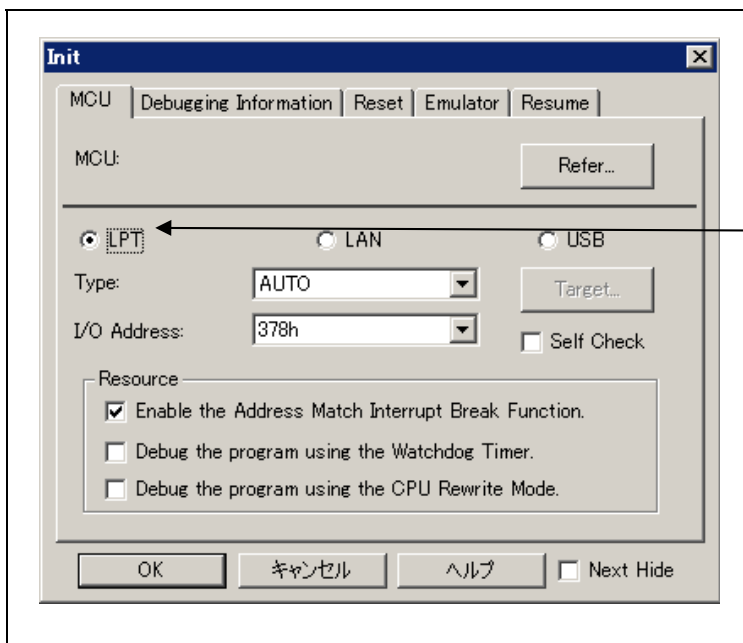 Init
MCU Debugging Information Reset Emulator Resume
MCU:
Refer...
LPT LAN USB
Type: AUTO Target...
I/O Address: 378h Self Check
Resource
Enable the Address Match Interrupt Break Function.
Debug the program using the Watchdog Timer.
Debug the program using the CPU Rewrite Mode.
OK キャンセル ヘルプ Next Hide